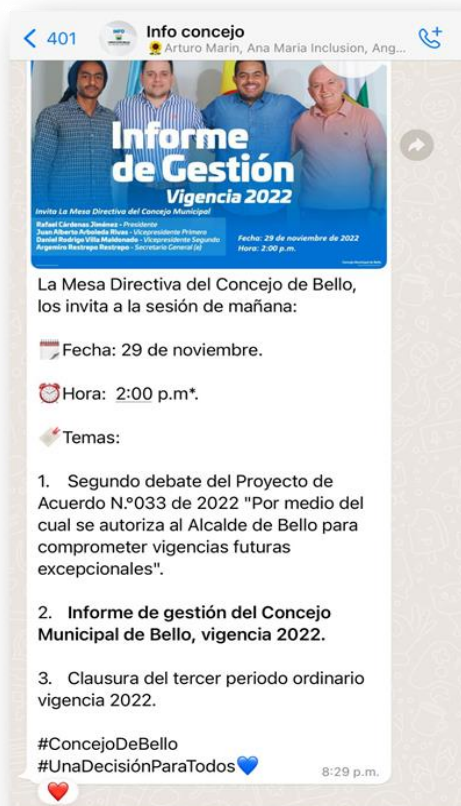 401
INFO
Info concejo
Arturo Marin, Ana Maria Inclusion, Ang...
Informe
de Gestión
Vigencia 2022
Invita La Mesa Directiva del Concejo Municipal
Rafael Cárdenas Jiménez - Presidente
Juan Alberto Arboleda Rivas - Vicepresidente Primero
Daniel Rodrigo Villa Maldonado - Vicepresidente Segundo
Argemiro Restrepo Restrepo - Secretario General (e)
Fecha: 29 de noviembre de 2022
Hora: 2:00 p.m.
Concejo Municipal de Bello
La Mesa Directiva del Concejo de Bello,
los invita a la sesión de mañana:
Fecha: 29 de noviembre.
Hora: 2:00 p.m*.
Temas:
1. Segundo debate del Proyecto de
Acuerdo N.º033 de 2022 "Por medio del
cual se autoriza al Alcalde de Bello para
comprometer vigencias futuras
excepcionales".
2. Informe de gestión del Concejo
Municipal de Bello, vigencia 2022.
3. Clausura del tercer periodo ordinario
vigencia 2022.
#ConcejoDeBello
#UnaDecisiónParaTodos💙
8:29 p.m.